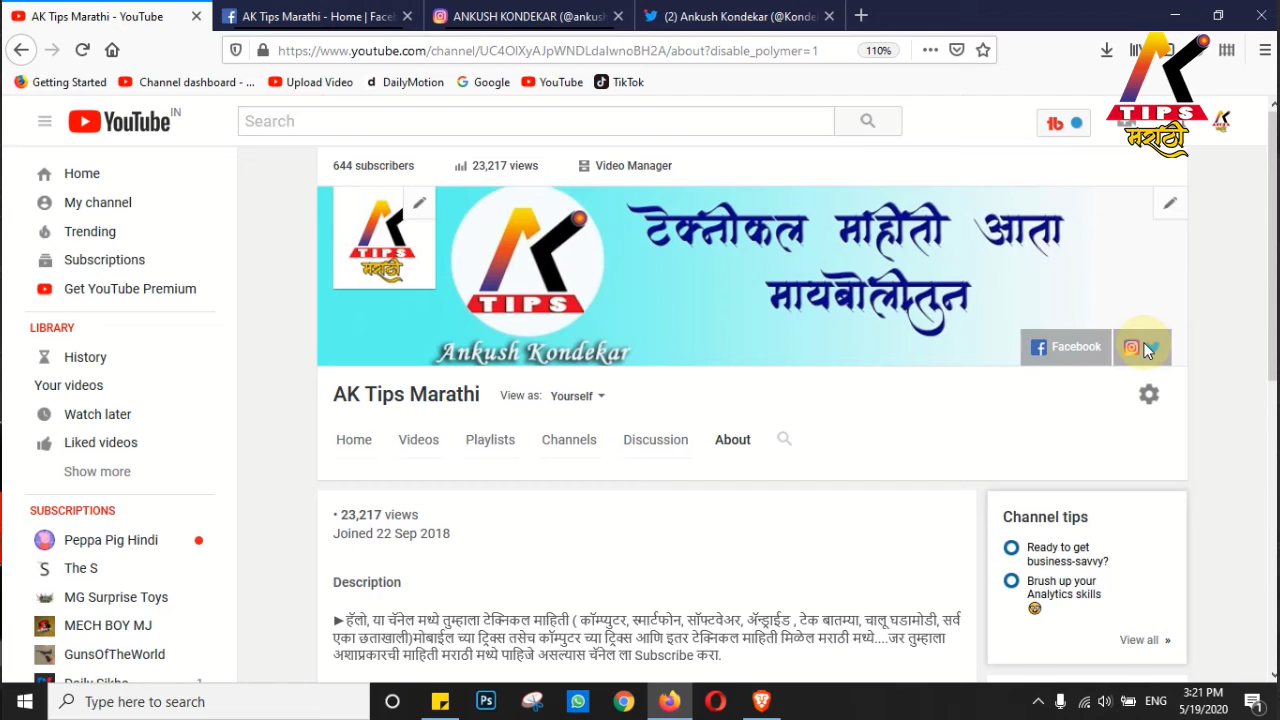 AK Tips Marathi - YouTube
AK Tips Marathi - Home | Face
ANKUSH KONDEKAR (@ankush
(2) Ankush Kondekar (@Konde
https://www.youtube.com/channel/UC4OlXyAJpWNDLdaIwnoBH2A/about?disable_polymer=1
110%
Getting Started
Channel dashboard - ...
Upload Video
d DailyMotion
Google
YouTube
TikTok
TIPS
मराठी
YouTube IN
Search
644 subscribers
23,217 views
Video Manager
Home
My channel
Trending
Subscriptions
Get YouTube Premium
LIBRARY
History
Your videos
Watch later
Liked videos
Show more
SUBSCRIPTIONS
Peppa Pig Hindi
S The S
MG Surprise Toys
MECH BOY MJ
GunsOfTheWorld
Daily Sikho
TIPS
मराठी
TIPS
Ankush Kondekar
टेक्नीकल माहीती आता
मायबोलीतुन
Facebook
AK Tips Marathi
View as: Yourself
Home
Videos
Playlists
Channels
Discussion
About
• 23,217 views
Joined 22 Sep 2018
Description
►हॅलो, या चॅनेल मध्ये तुम्हाला टेक्निकल माहिती ( कॉम्प्युटर, स्मार्टफोन, सॉफ्टवेअर, अ‍ॅन्ड्राईड , टेक बातम्या, चालू घडामोडी, सर्व
एका छताखाली)मोबाईल च्या ट्रिक्स तसेच कॉम्पुटर च्या ट्रिक्स आणि इतर टेक्निकल माहिती मिळेल मराठी मध्ये....जर तुम्हाला
अशाप्रकारची माहिती मराठी मध्ये पाहिजे असल्यास चॅनेल ला Subscribe करा.
Channel tips
Ready to get
business-savvy?
Brush up your
Analytics skills
View all »
Type here to search
Ps
ENG
3:21 PM
5/19/2020
1